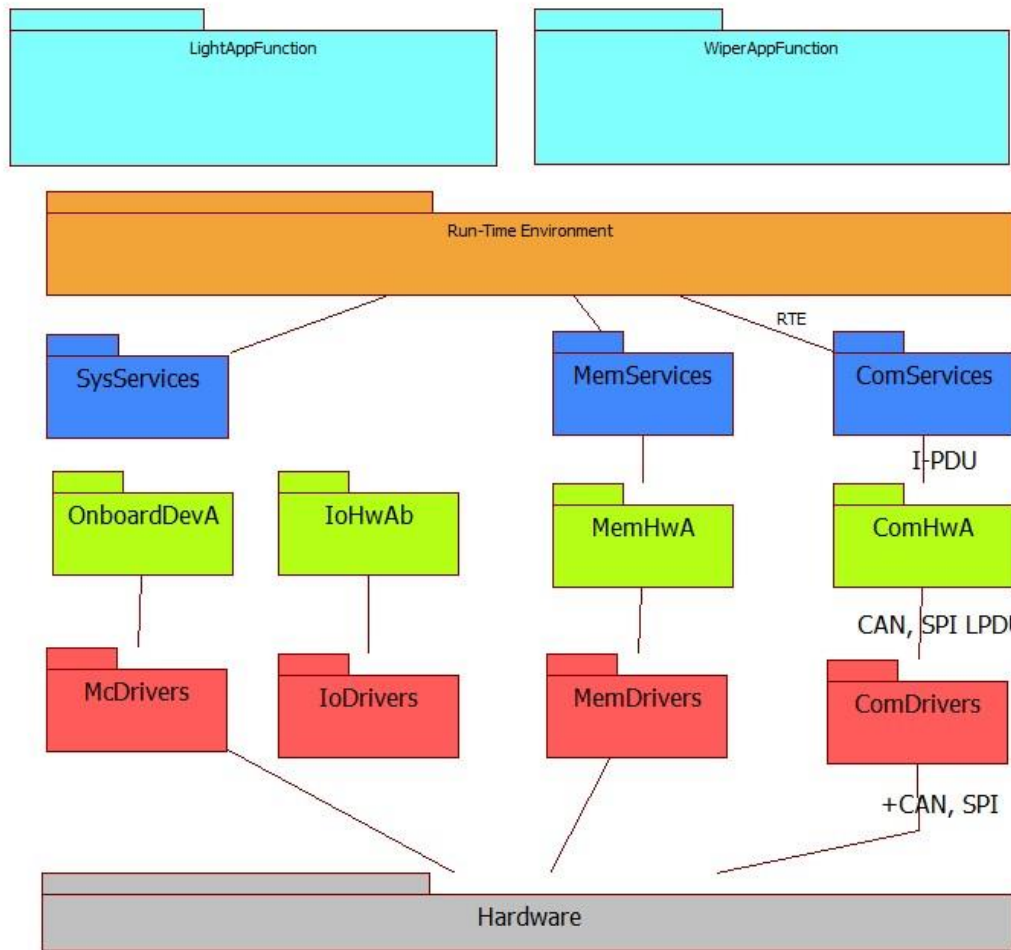 LightAppFunction
WiperAppFunction
Run-Time Environment
RTE
SysServices
MemServices
ComServices
I-PDU
OnboardDevA
IoHwAb
MemHwA
ComHwA
CAN, SPI LPDU
McDrivers
IoDrivers
MemDrivers
ComDrivers
+CAN, SPI
Hardware